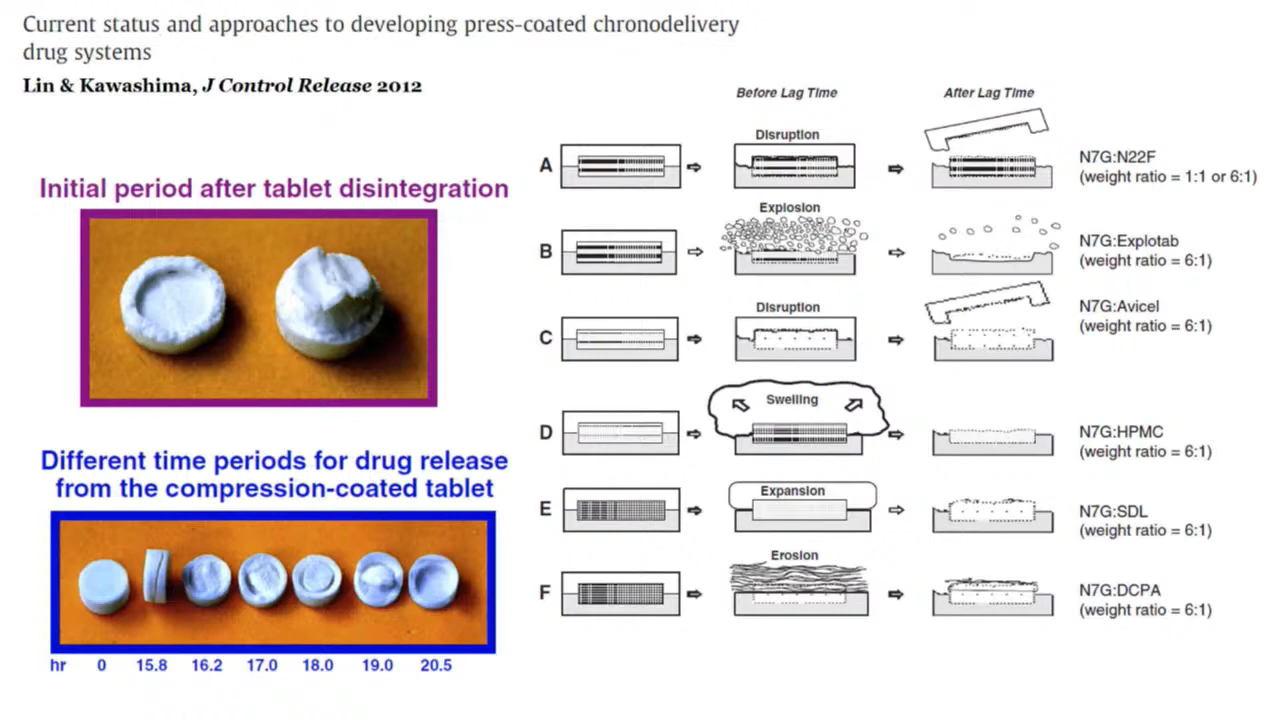 Current status and approaches to developing press-coated chronodelivery
drug systems
Lin & Kawashima, J Control Release 2012
Initial period after tablet disintegration
Different time periods for drug release
from the compression-coated tablet
hr 0 15.8 16.2 17.0 18.0 19.0 20.5
Before Lag Time After Lag Time
Disruption
A
N7G:N22F
(weight ratio = 1:1 or 6:1)
Explosion
B
N7G:Explotab
(weight ratio = 6:1)
Disruption
C
N7G:Avicel
(weight ratio = 6:1)
Swelling
D
N7G:HPMC
(weight ratio = 6:1)
Expansion
E
N7G:SDL
(weight ratio = 6:1)
Erosion
F
N7G:DCPA
(weight ratio = 6:1)